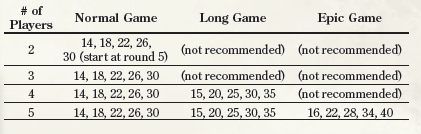 # of Players Normal Game Long Game Epic Game
2 14, 18, 22, 26, 30 (start at round 5) (not recommended) (not recommended)
3 14, 18, 22, 26, 30 (not recommended) (not recommended)
4 14, 18, 22, 26, 30 15, 20, 25, 30, 35 (not recommended)
5 14, 18, 22, 26, 30 15, 20, 25, 30, 35 16, 22, 28, 34, 40